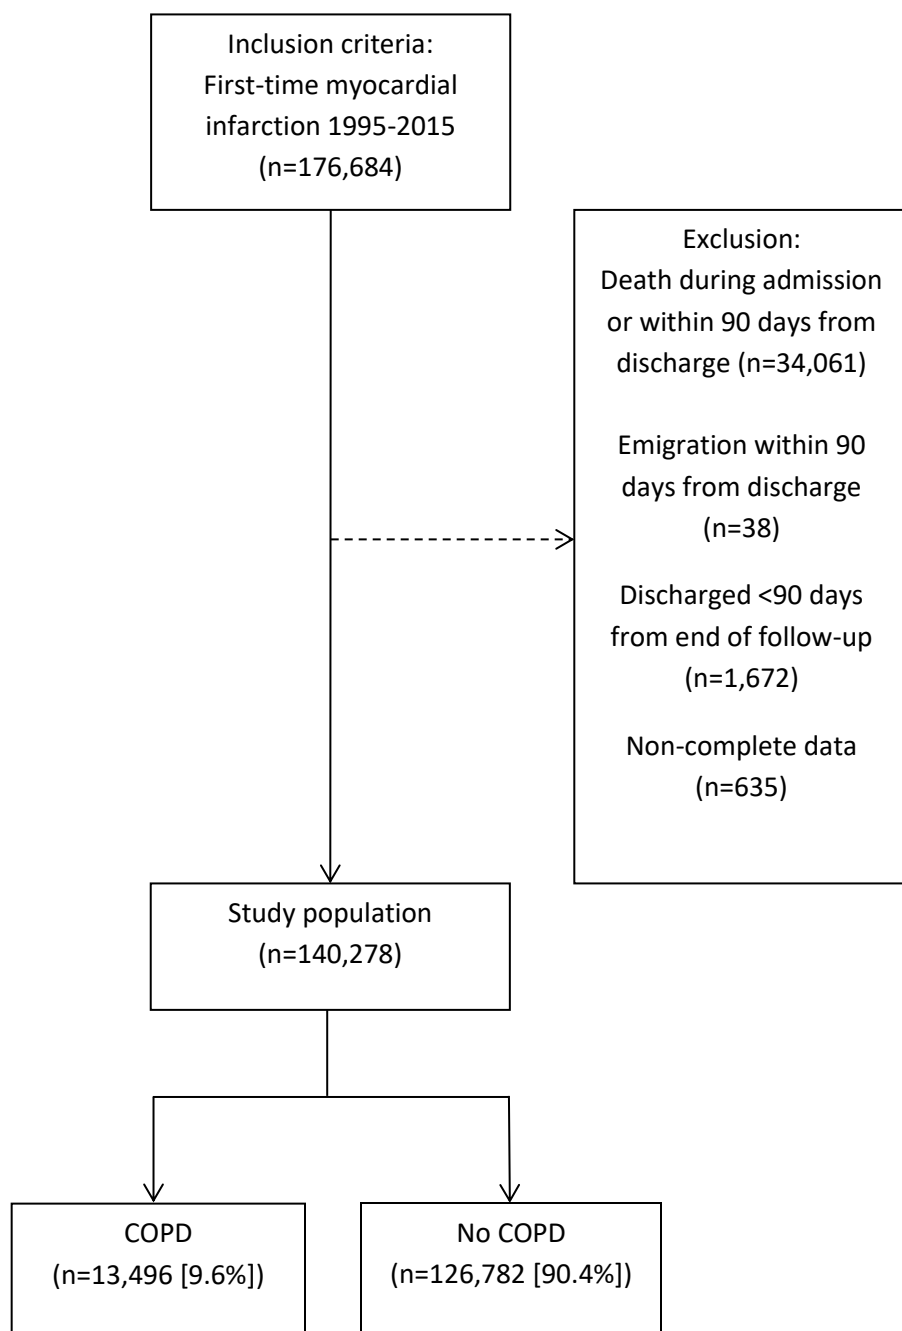 Inclusion criteria:
First-time myocardial
infarction 1995-2015
(n=176,684)
Exclusion:
Death during admission
or within 90 days from
discharge (n=34,061)
Emigration within 90
days from discharge
(n=38)
Discharged <90 days
from end of follow-up
(n=1,672)
Non-complete data
(n=635)
Study population
(n=140,278)
COPD
(n=13,496 [9.6%])
No COPD
(n=126,782 [90.4%])